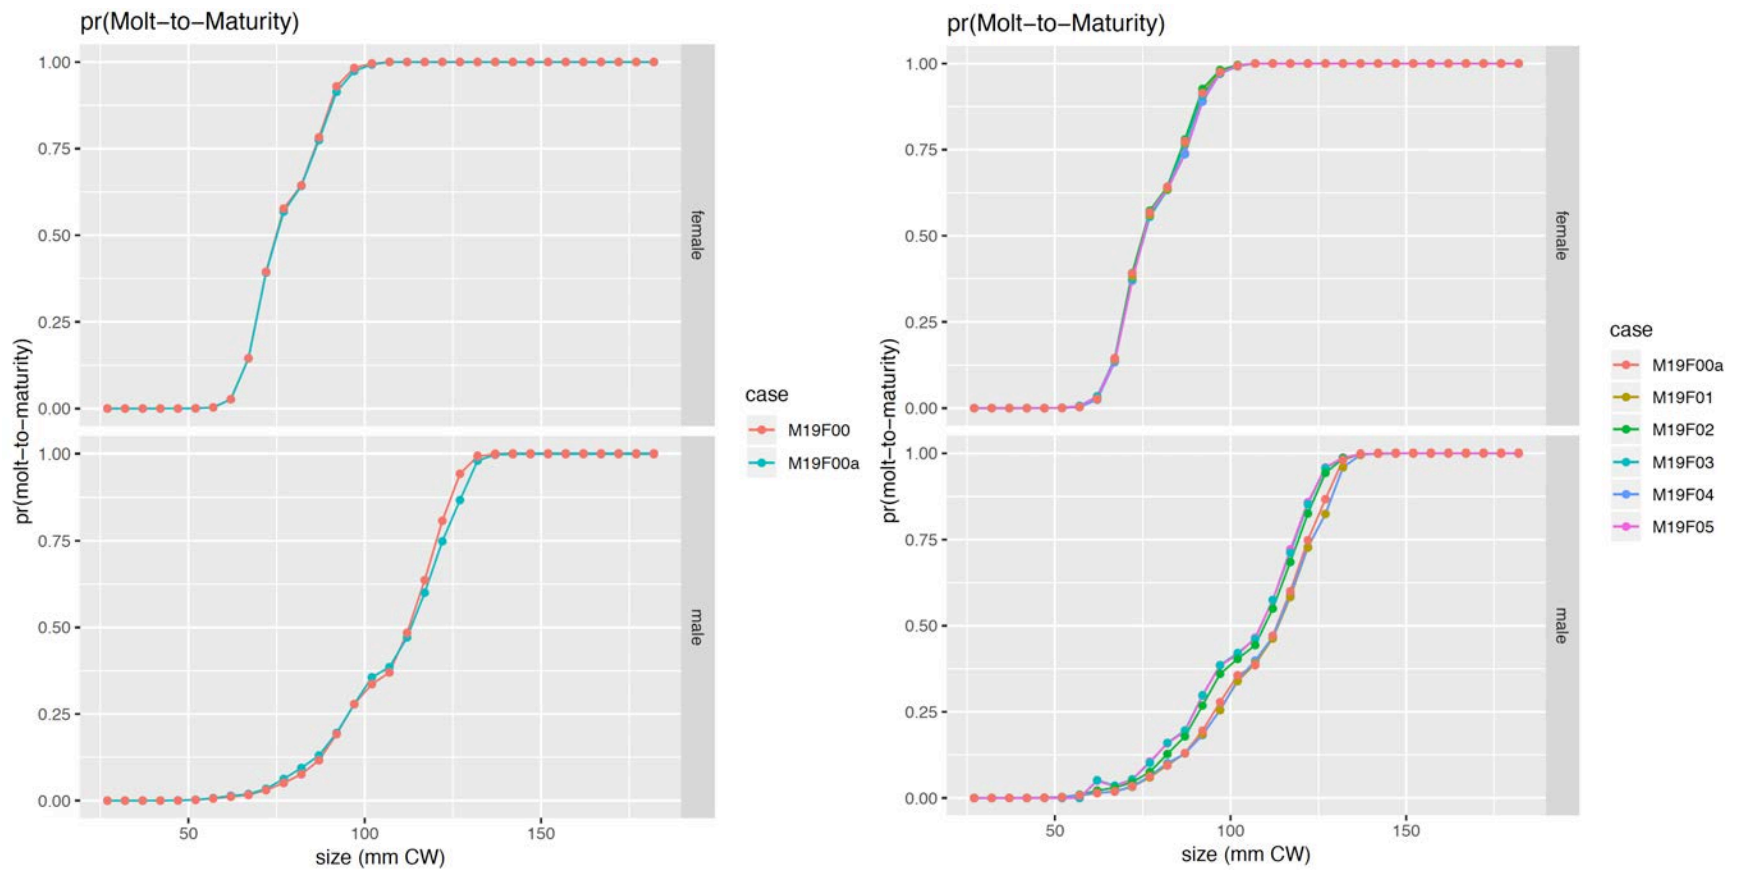 pr(Molt−to−Maturity)
1.00
0.75
0.50
0.25
0.00
female
1.00
0.75
0.50
0.25
0.00
male
pr(molt−to−maturity)
50
100
150
size (mm CW)
case
M19F00
M19F00a
pr(Molt−to−Maturity)
1.00
0.75
0.50
0.25
0.00
female
1.00
0.75
0.50
0.25
0.00
male
pr(molt−to−maturity)
50
100
150
size (mm CW)
case
M19F00a
M19F01
M19F02
M19F03
M19F04
M19F05